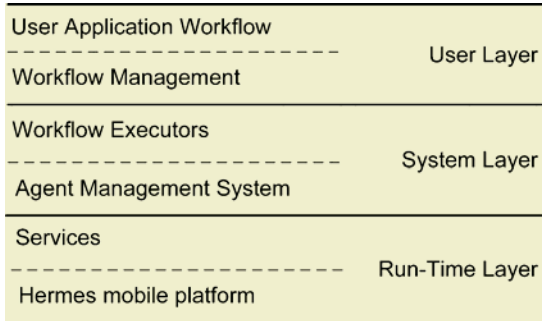 User Application Workflow
User Layer
Workflow Management
Workflow Executors
System Layer
Agent Management System
Services
Run-Time Layer
Hermes mobile platform